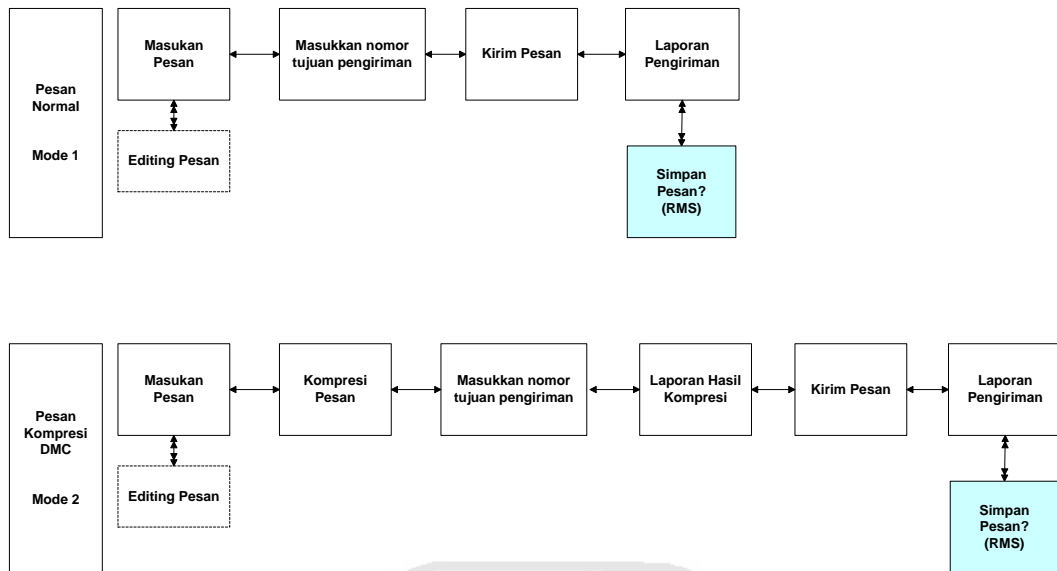 Pesan
Normal
Mode 1
Masukan
Pesan
Masukkan nomor
tujuan pengiriman
Kirim Pesan
Laporan
Pengiriman
Editing Pesan
Simpan
Pesan?
(RMS)
Pesan
Kompresi
DMC
Mode 2
Masukan
Pesan
Kompresi
Pesan
Masukkan nomor
tujuan pengiriman
Laporan Hasil
Kompresi
Kirim Pesan
Laporan
Pengiriman
Editing Pesan
Simpan
Pesan?
(RMS)